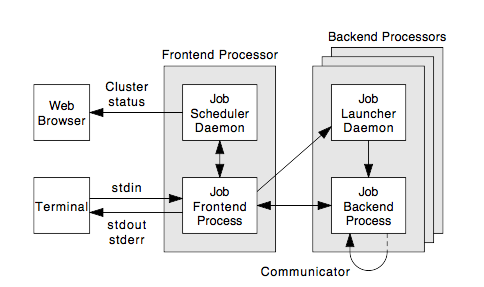 Backend Processors
Frontend Processor
Cluster
status
Web
Browser
Job
Scheduler
Daemon
Job
Launcher
Daemon
stdin
Terminal
stdout
stderr
Job
Frontend
Process
Job
Backend
Process
Communicator